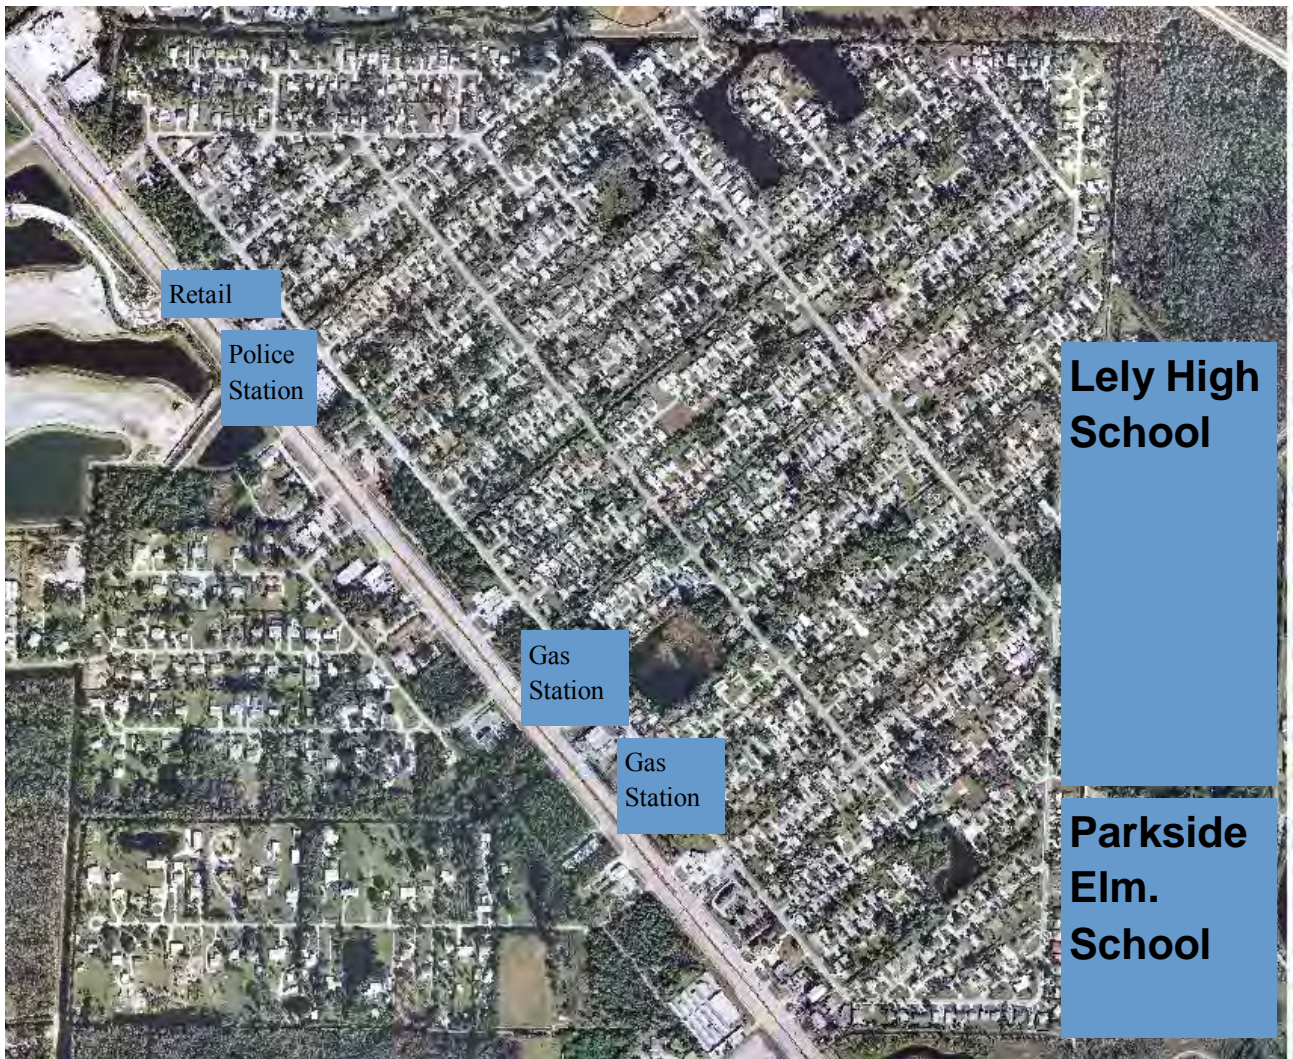 Retail
Police
Station
Lely High
School
Gas
Station
Gas
Station
Parkside
Elm.
School